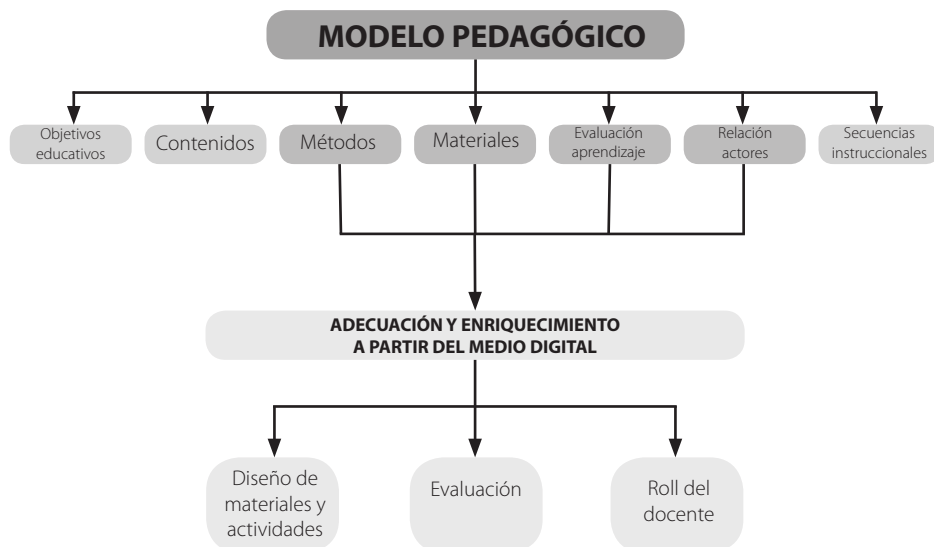 MODELO PEDAGÓGICO
Objetivos
educativos
Contenidos
Métodos
Materiales
Evaluación
aprendizaje
Relación
actores
Secuencias
instruccionales
ADECUACIÓN Y ENRIQUECIMIENTO
A PARTIR DEL MEDIO DIGITAL
Diseño de
materiales y
actividades
Evaluación
Roll del
docente